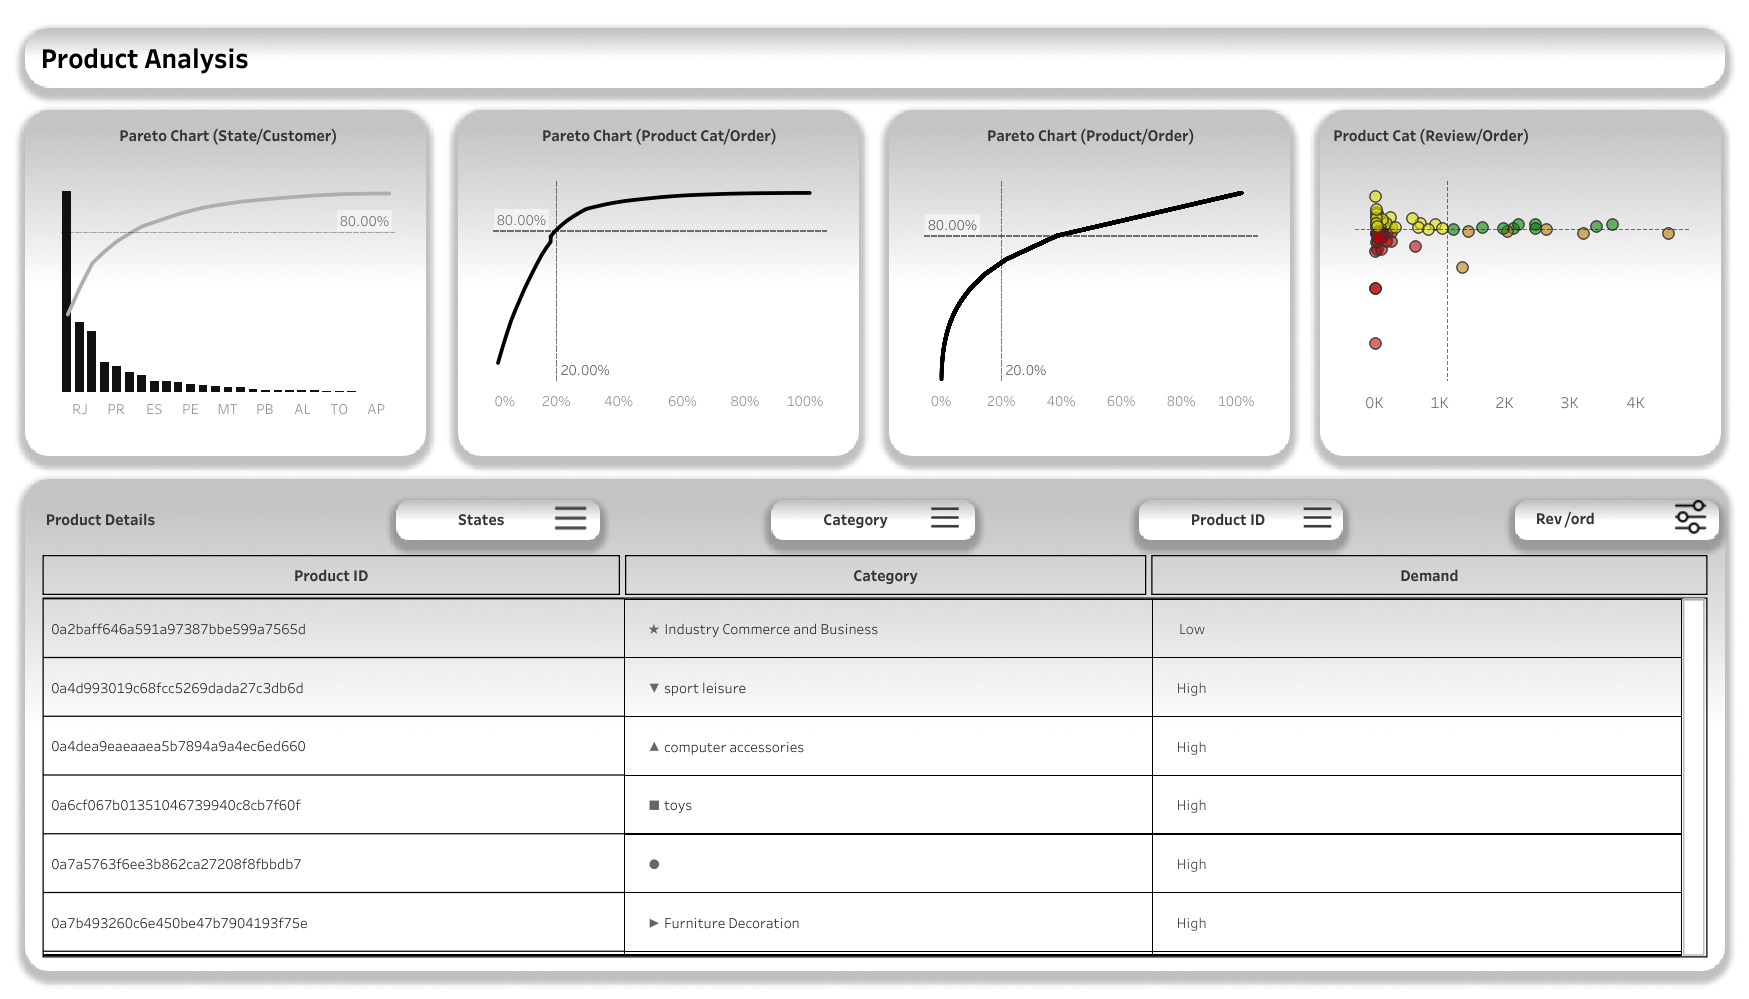 Product Analysis
Pareto Chart (State/Customer)
80.00%
RJ PR ES PE MT PB AL TO AP
Pareto Chart (Product Cat/Order)
80.00%
20.00%
0% 20% 40% 60% 80% 100%
Pareto Chart (Product/Order)
80.00%
20.0%
0% 20% 40% 60% 80% 100%
Product Cat (Review/Order)
0K 1K 2K 3K 4K
Product Details
States
Category
Product ID
Rev /ord
Product ID Category Demand
0a2baff646a591a97387bbe599a7565d ★ Industry Commerce and Business Low
0a4d993019c68fcc5269dada27c3db6d ▼ sport leisure High
0a4dea9eaeaaea5b7894a9a4ec6ed660 ▲ computer accessories High
0a6cf067b01351046739940c8cb7f60f ■ toys High
0a7a5763f6ee3b862ca27208f8fbbdb7 ● High
0a7b493260c6e450be47b7904193f75e ► Furniture Decoration High